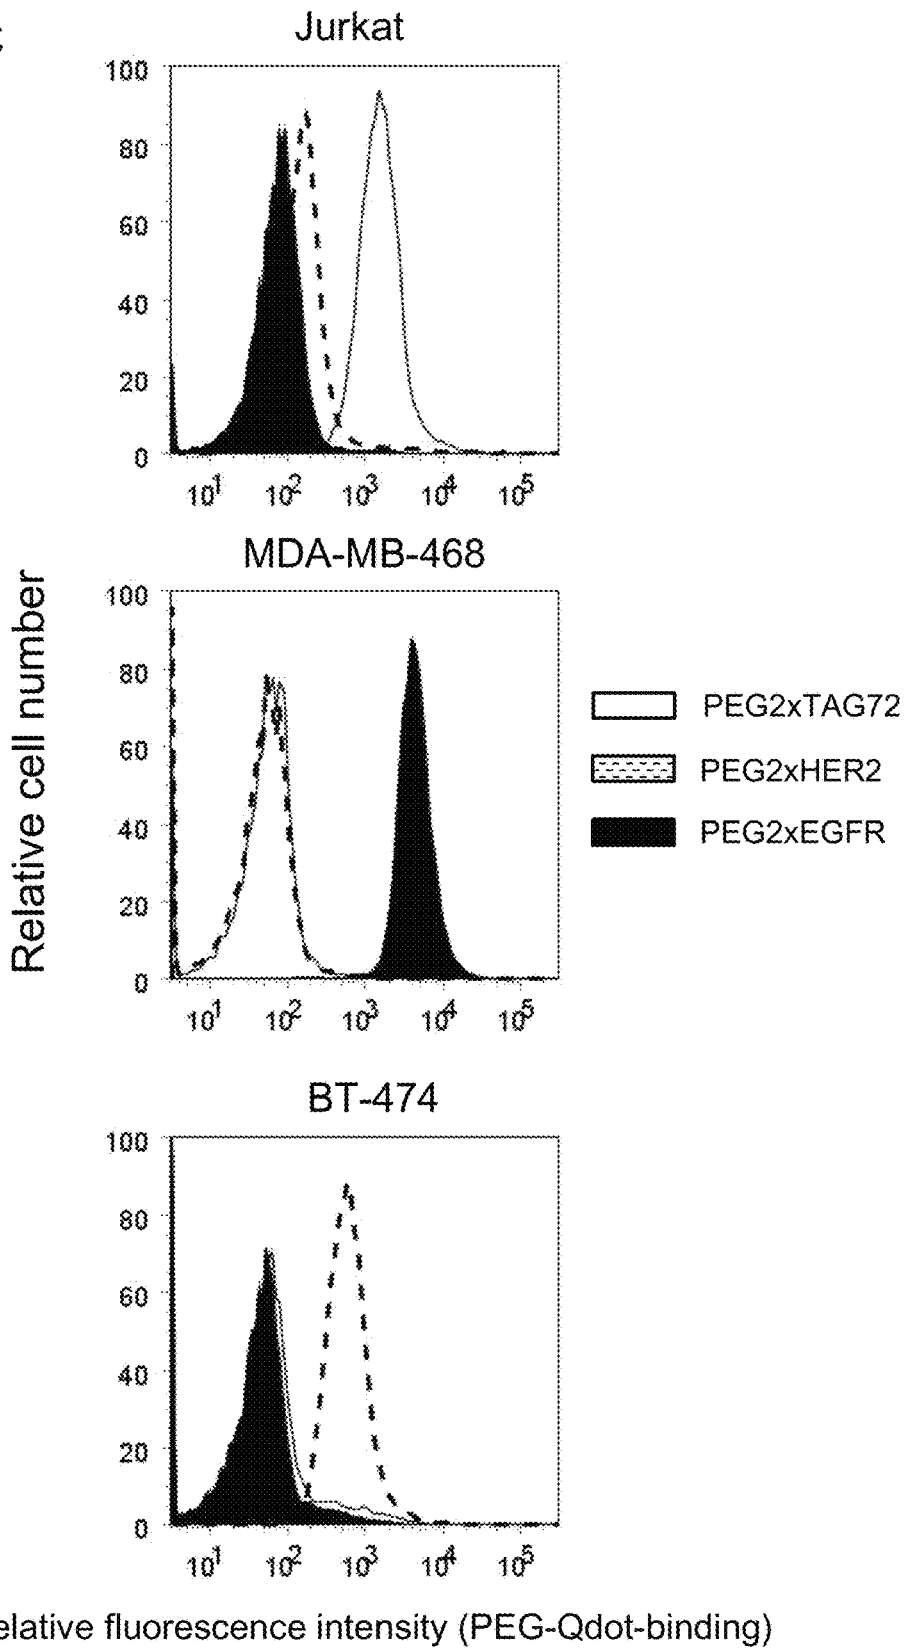 Jurkat
100
80
60
40
20
0
10¹ 10² 10³ 10⁴ 10⁵
MDA-MB-468
100
80
60
40
20
0
10¹ 10² 10³ 10⁴ 10⁵
Relative cell number
PEG2xTAG72
PEG2xHER2
PEG2xEGFR
BT-474
100
80
60
40
20
0
10¹ 10² 10³ 10⁴ 10⁵
elative fluorescence intensity (PEG-Qdot-binding)